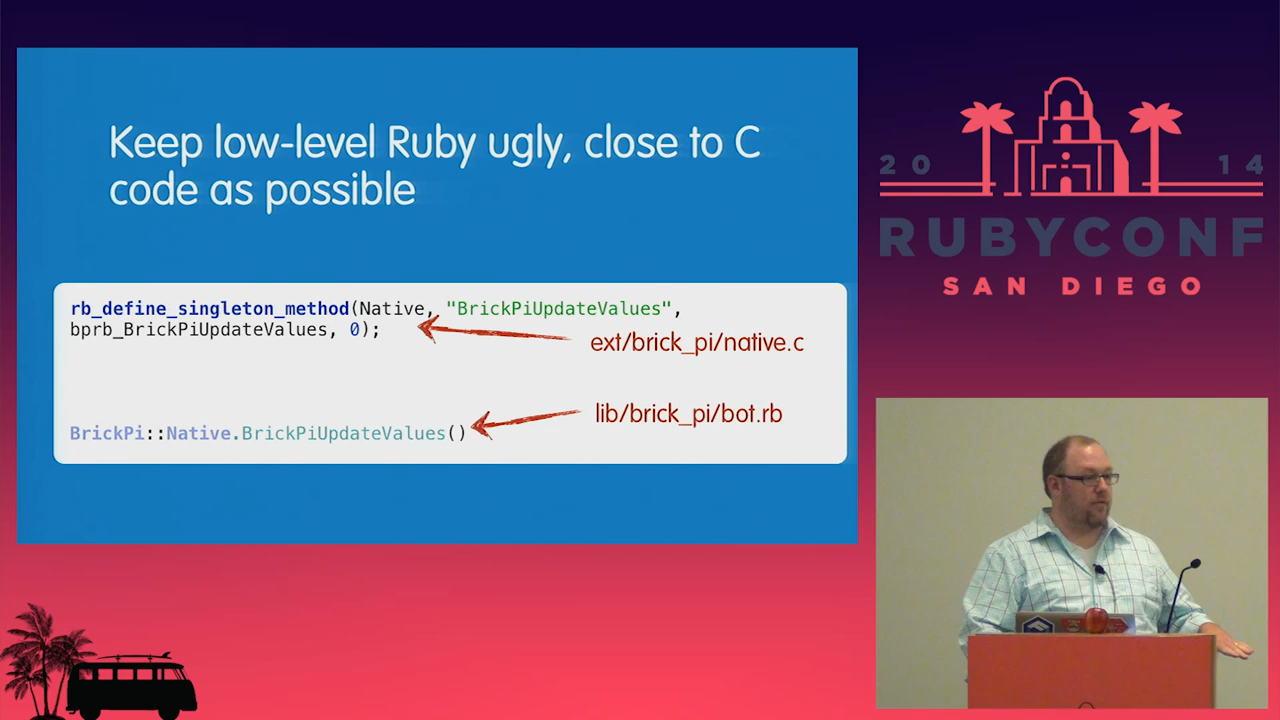 Keep low-level Ruby ugly, close to C
code as possible
rb_define_singleton_method(Native, "BrickPiUpdateValues",
bprb_BrickPiUpdateValues, 0);
ext/brick_pi/native.c
lib/brick_pi/bot.rb
BrickPi::Native.BrickPiUpdateValues()
20 14
RUBYCONF
SAN DIEGO